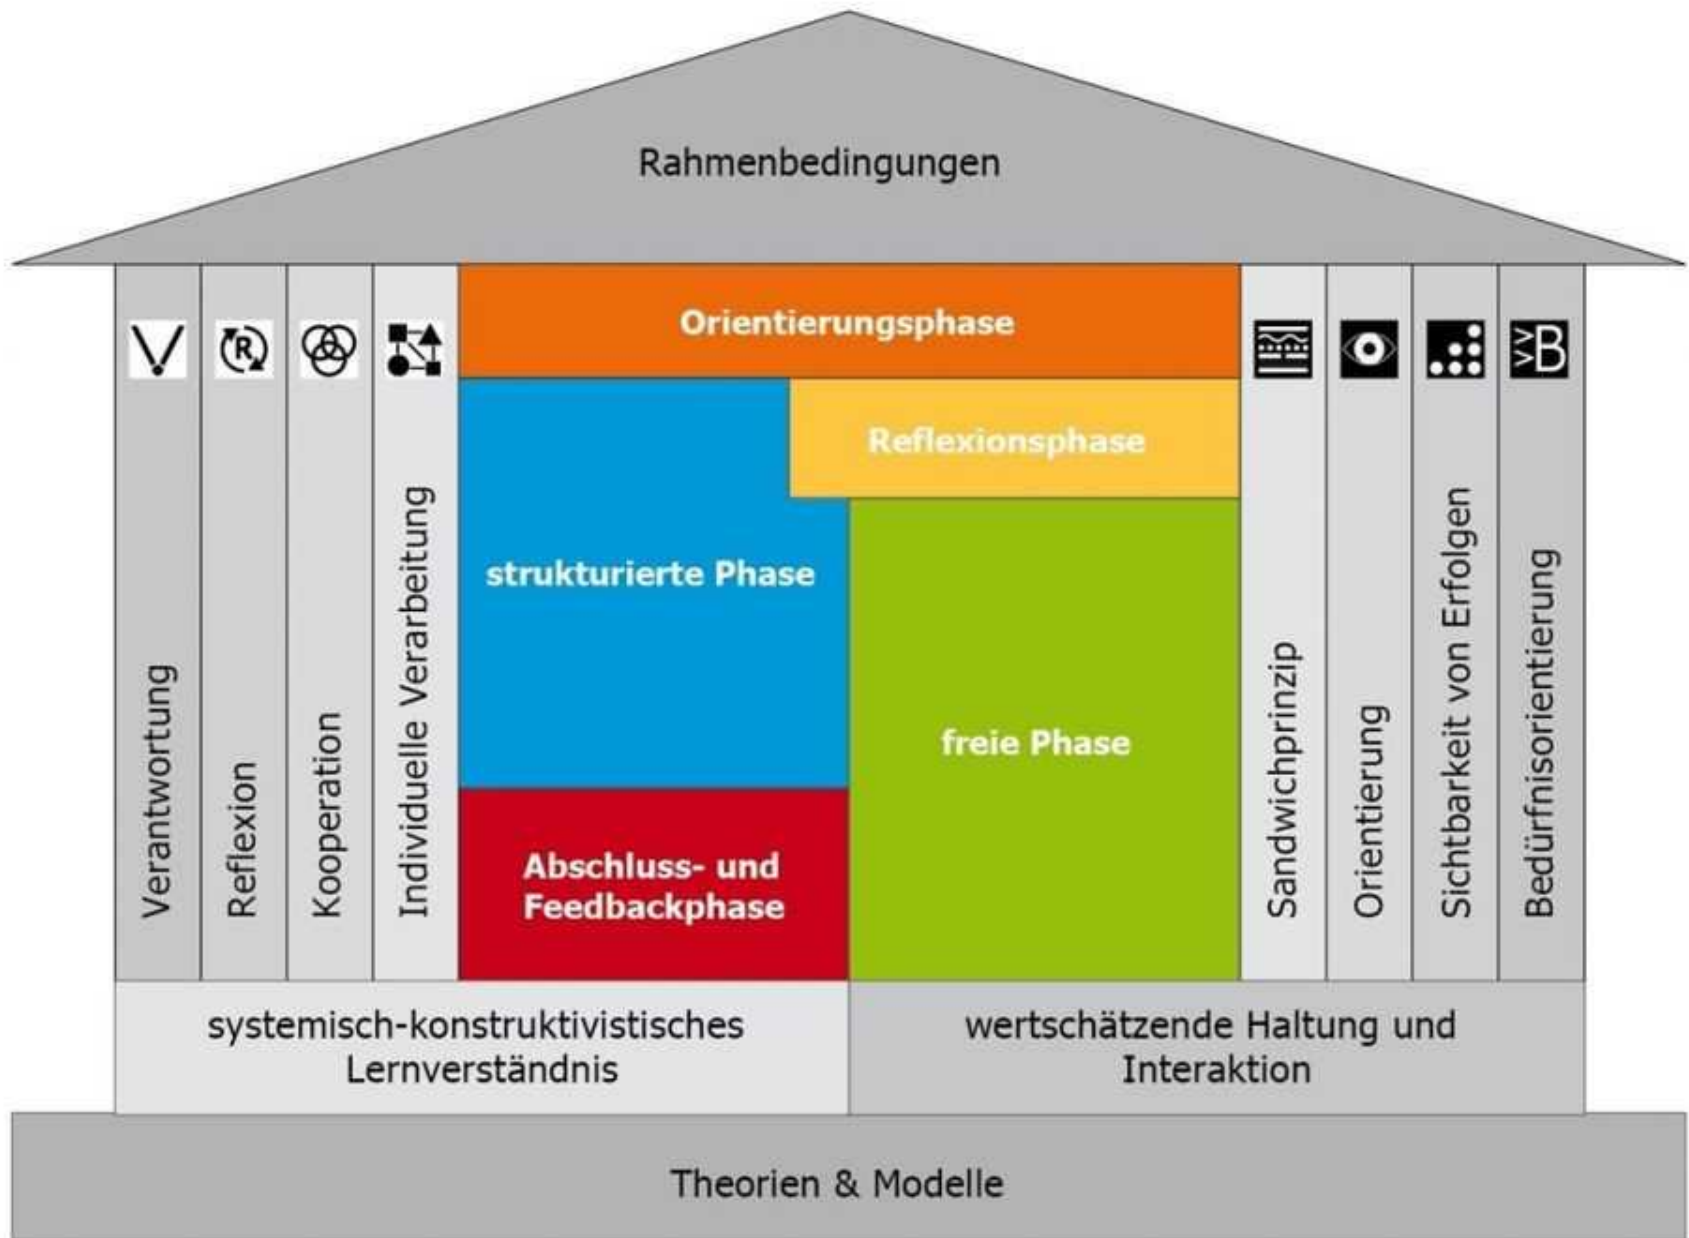 Rahmenbedingungen
Orientierungsphase
Reflexionsphase
strukturierte Phase
freie Phase
Abschluss- und
Feedbackphase
Verantwortung
R
Reflexion
Kooperation
Individuelle Verarbeitung
Sandwichprinzip
Orientierung
Sichtbarkeit von Erfolgen
B
Bedürfnisorientierung
systemisch-konstruktivistisches
Lernverständnis
wertschätzende Haltung und
Interaktion
Theorien & Modelle